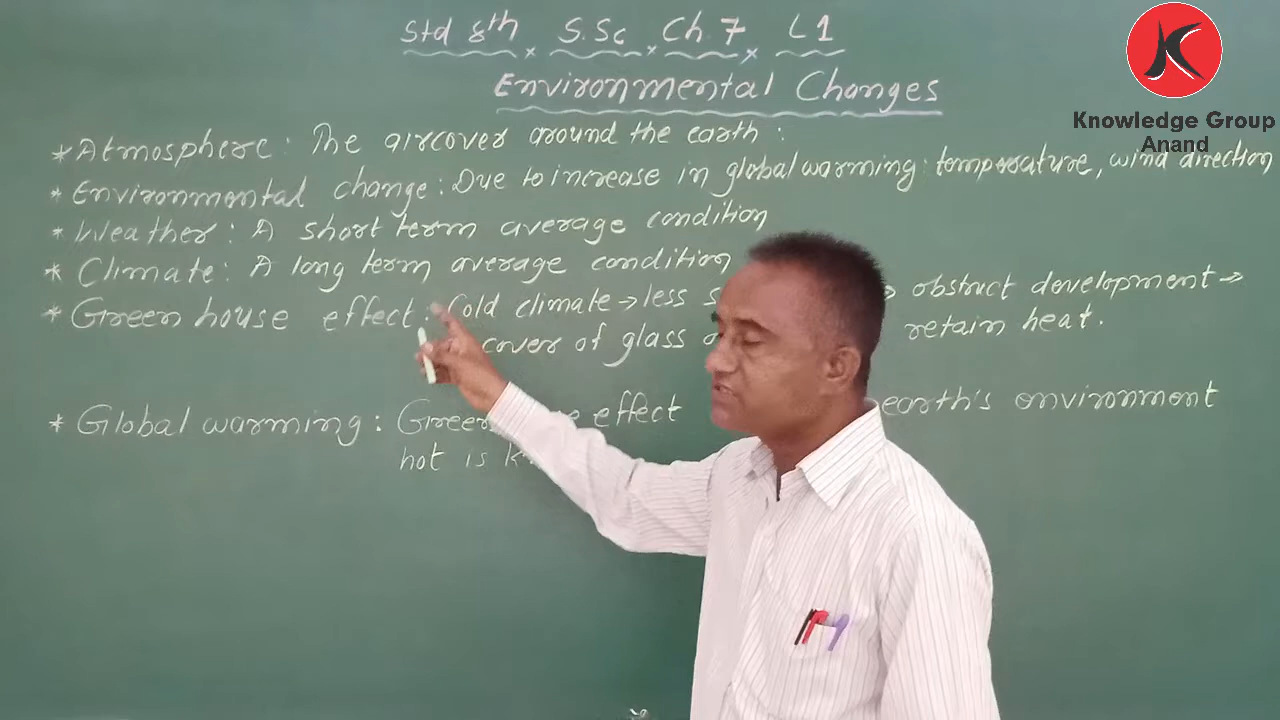 Std 8th × S.Sc × Ch.7 × L1
Environmental Changes
Knowledge Group
Anand
* Atmosphere : The aircover around the earth :
* Environmental change : Due to increase in global warming : temperature, wind direction
* Weather : A short term average condition
* Climate : A long term average condition
* Green house effect : Cold climate → less → obstruct development →
cover of glass retain heat.
* Global warming : effect earth's environment
hot is